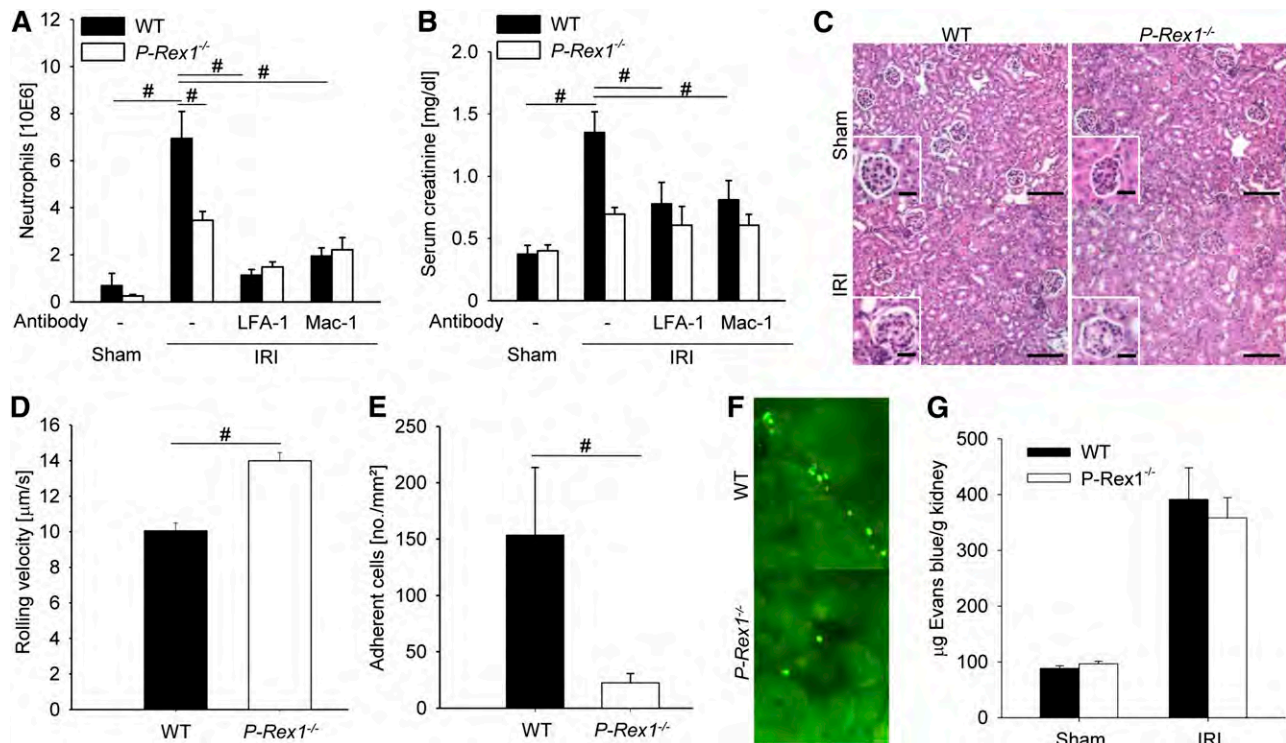 A
WT
P-Rex1-/-
Neutrophils [10E6]
12
10
8
6
4
2
0
#
#
#
#
Antibody
-
-
LFA-1
Mac-1
Sham
IRI
B
WT
P-Rex1-/-
Serum creatinine [mg/dl]
2.0
1.5
1.0
0.5
0.0
#
#
#
Antibody
-
-
LFA-1
Mac-1
Sham
IRI
C
WT
P-Rex1-/-
Sham
IRI
D
Rolling velocity [µm/s]
16
14
12
10
8
6
4
2
0
#
WT
P-Rex1-/-
E
Adherent cells [no./mm²]
250
200
150
100
50
0
#
WT
P-Rex1-/-
F
WT
P-Rex1-/-
G
WT
P-Rex1-/-
µg Evans blue/g kidney
500
400
300
200
100
0
Sham
IRI